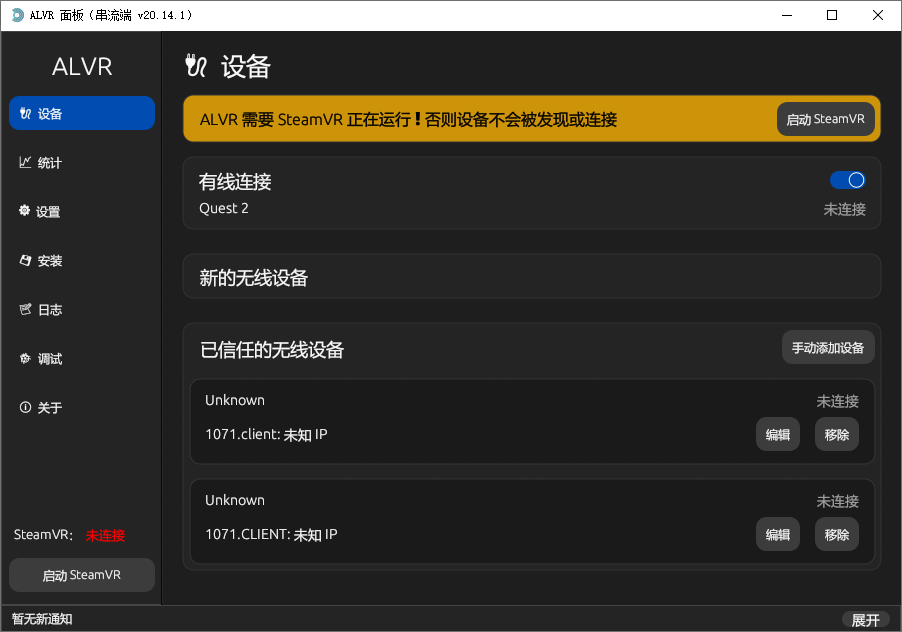 ALVR 面板（串流端 v20.14.1）
ALVR
设备
统计
设置
安装
日志
调试
关于
SteamVR： 未连接
启动 SteamVR
设备
ALVR 需要 SteamVR 正在运行！否则设备不会被发现或连接
启动 SteamVR
有线连接
Quest 2
未连接
新的无线设备
已信任的无线设备
手动添加设备
Unknown
未连接
1071.client: 未知 IP
编辑
移除
Unknown
未连接
1071.CLIENT: 未知 IP
编辑
移除
暂无新通知
展开